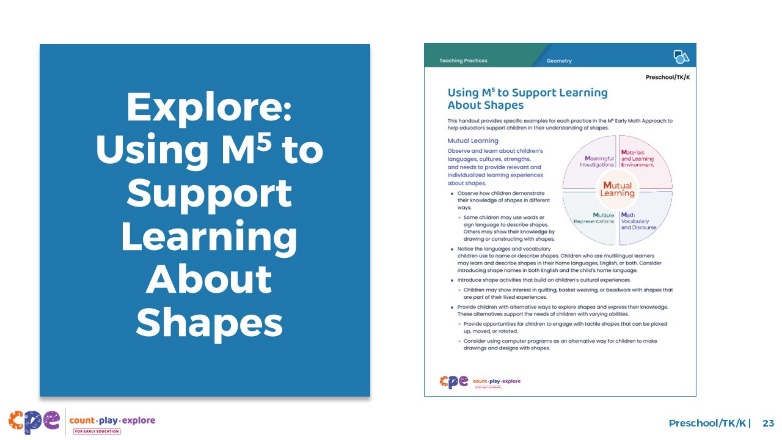 Explore:
Using M⁵ to
Support
Learning
About
Shapes
Teaching Practices
Geometry
Preschool/TK/K
Using M⁵ to Support Learning
About Shapes
This handout provides specific examples for each practice in the M⁵ Early Math Approach to
help educators support children in their understanding of shapes.
Mutual Learning
Observe and learn about children's
languages, cultures, strengths,
and needs to provide relevant and
individualized learning experiences
about shapes.
• Observe how children demonstrate
their knowledge of shapes in different
ways.
• Some children may use words or
sign language to describe shapes.
Others may show their knowledge by
drawing or constructing with shapes.
• Notice the languages and vocabulary
children use to name or describe shapes. Children who are multilingual learners
may learn and describe shapes in their home languages, English, or both. Consider
introducing shape names in both English and the child's home language.
• Introduce shape activities that build on children's cultural experiences.
• Children may show interest in quilting, basket weaving, or beadwork with shapes that
are part of their lived experiences.
• Provide children with alternative ways to explore shapes and express their knowledge.
These alternatives support the needs of children with varying abilities.
• Provide opportunities for children to engage with tactile shapes that can be picked
up, moved, or rotated.
• Consider using computer programs as an alternative way for children to make
drawings and designs with shapes.
Meaningful
Investigations
Materials
and Learning
Environment
Mutual
Learning
Multiple
Representations
Math
Vocabulary
and Discourse
cpe
count·play·explore
cpe
count·play·explore
FOR EARLY EDUCATION
Preschool/TK/K | 23